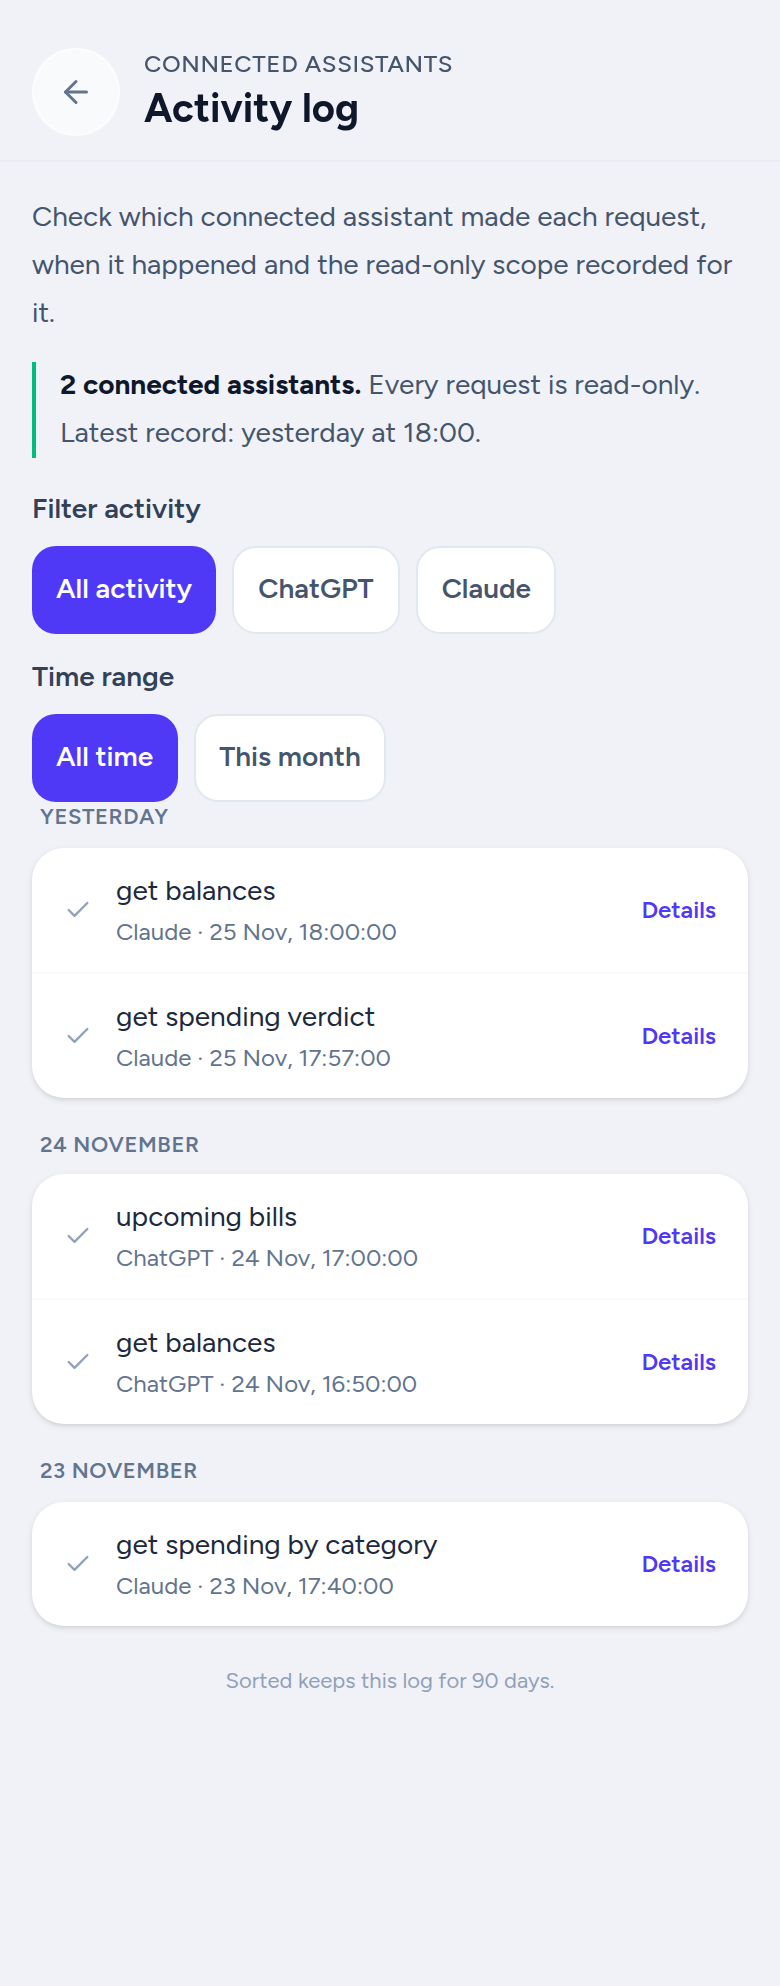 CONNECTED ASSISTANTS
Activity log
Check which connected assistant made each request,
when it happened and the read-only scope recorded for
it.
2 connected assistants. Every request is read-only.
Latest record: yesterday at 18:00.
Filter activity
All activity
ChatGPT
Claude
Time range
All time
This month
YESTERDAY
get balances
Claude · 25 Nov, 18:00:00
Details
get spending verdict
Claude · 25 Nov, 17:57:00
Details
24 NOVEMBER
upcoming bills
ChatGPT · 24 Nov, 17:00:00
Details
get balances
ChatGPT · 24 Nov, 16:50:00
Details
23 NOVEMBER
get spending by category
Claude · 23 Nov, 17:40:00
Details
Sorted keeps this log for 90 days.